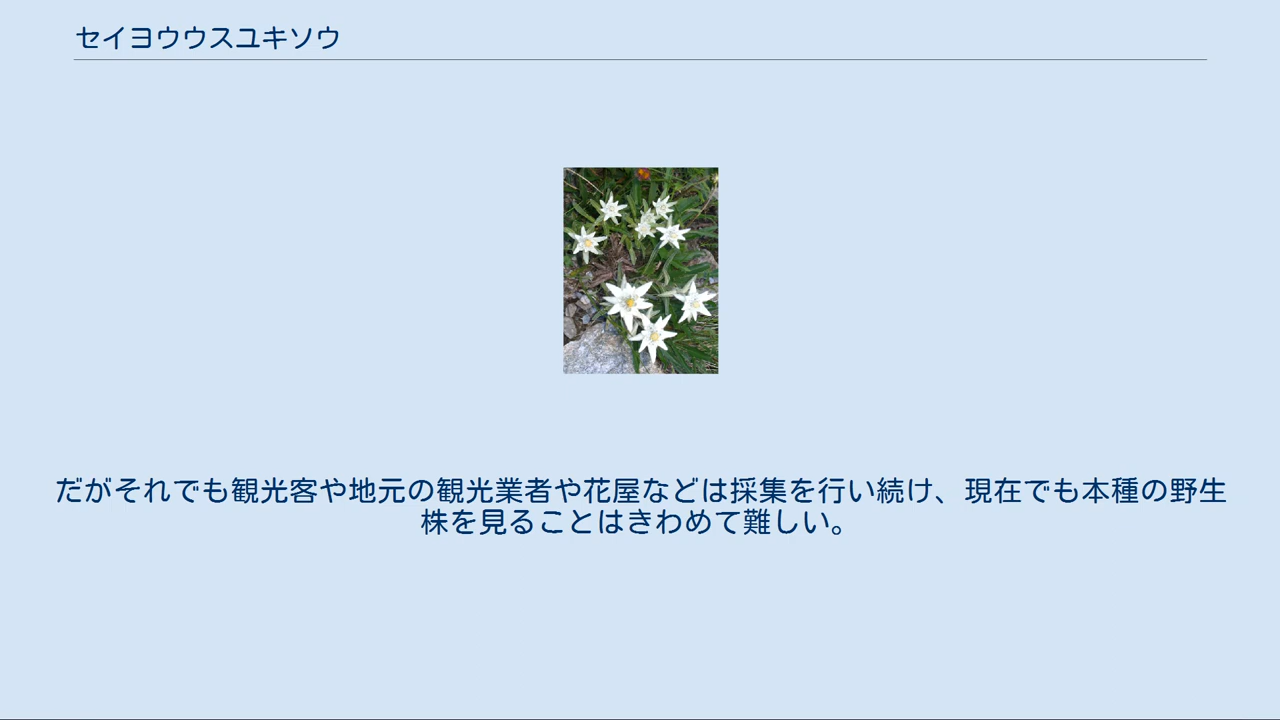 セイヨウウスユキソウ
だがそれでも観光客や地元の観光業者や花屋などは採集を行い続け、現在でも本種の野生
株を見ることはきわめて難しい。